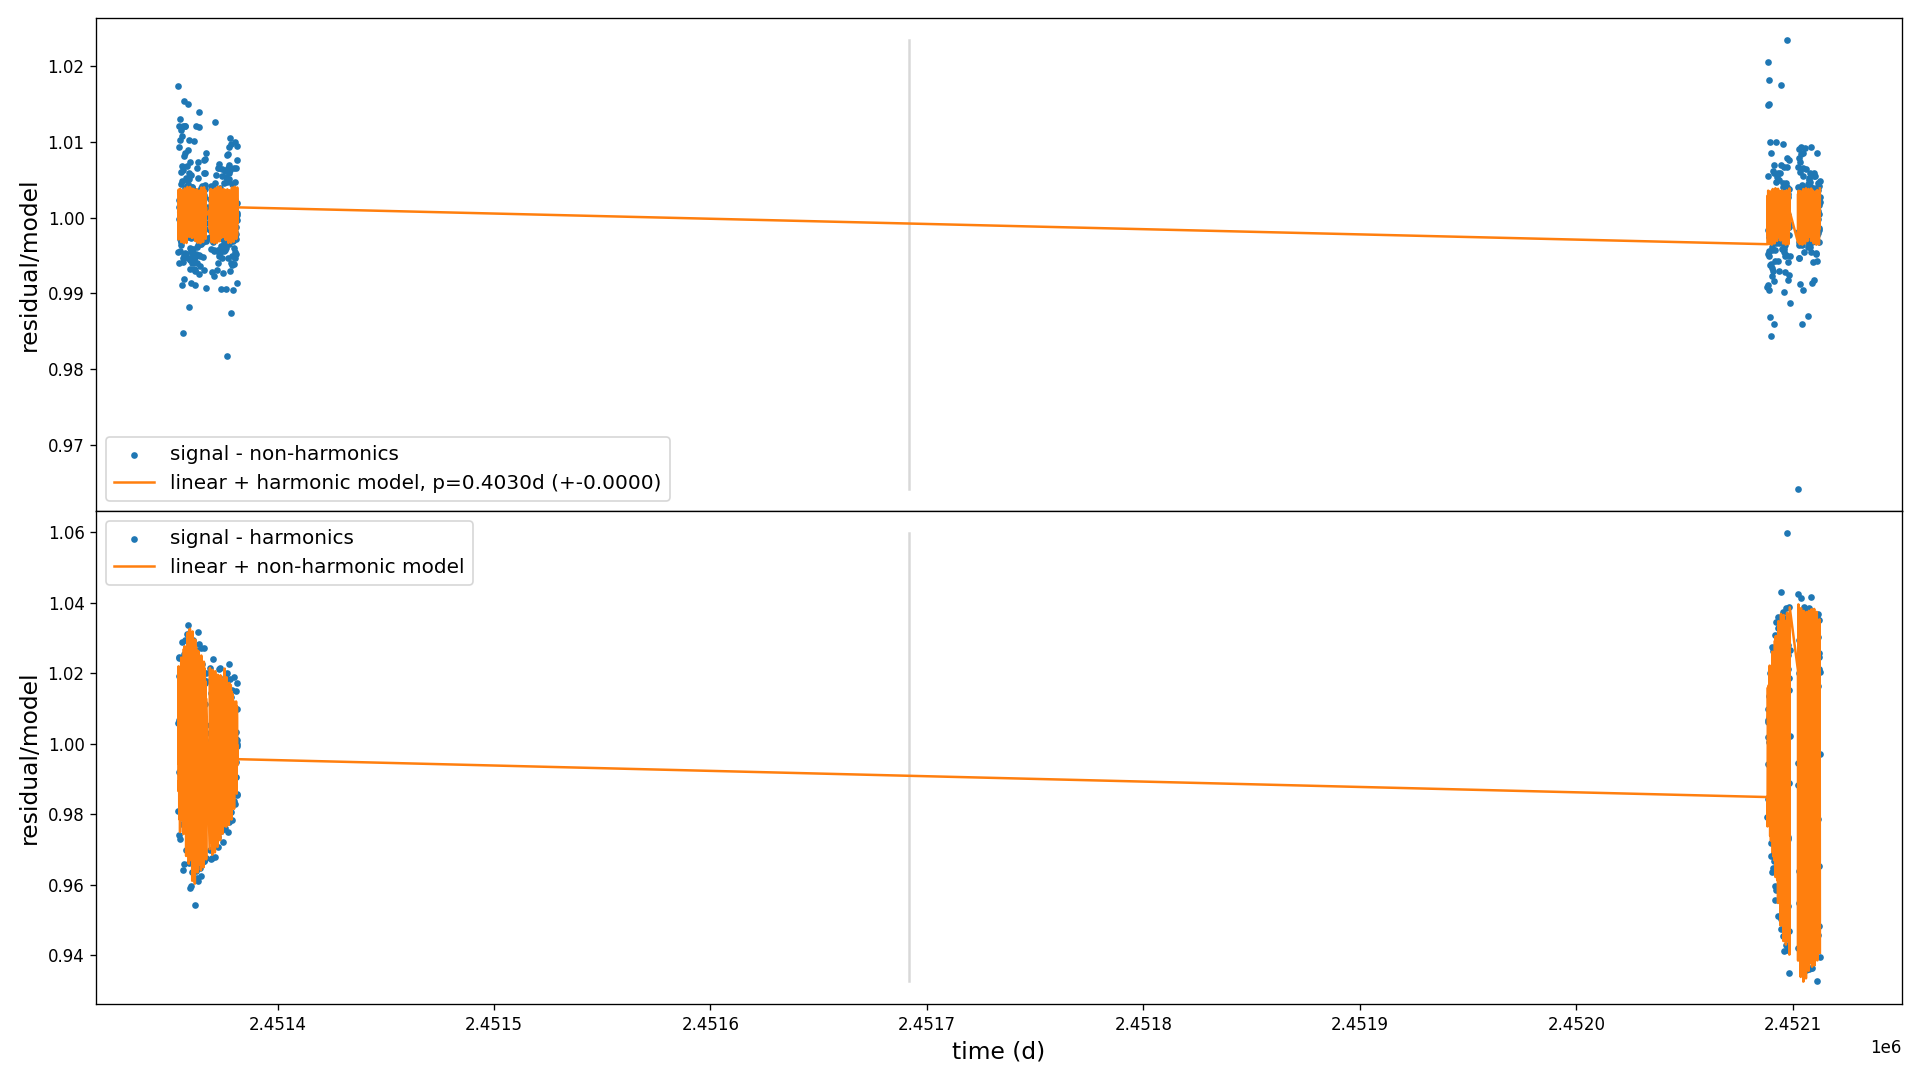 1.02
1.01
1.00
0.99
0.98
0.97
residual/model
signal - non-harmonics
linear + harmonic model, p=0.4030d (+-0.0000)
1.06
1.04
1.02
1.00
0.98
0.96
0.94
residual/model
signal - harmonics
linear + non-harmonic model
2.4514
2.4515
2.4516
2.4517
2.4518
2.4519
2.4520
2.4521
1e6
time (d)